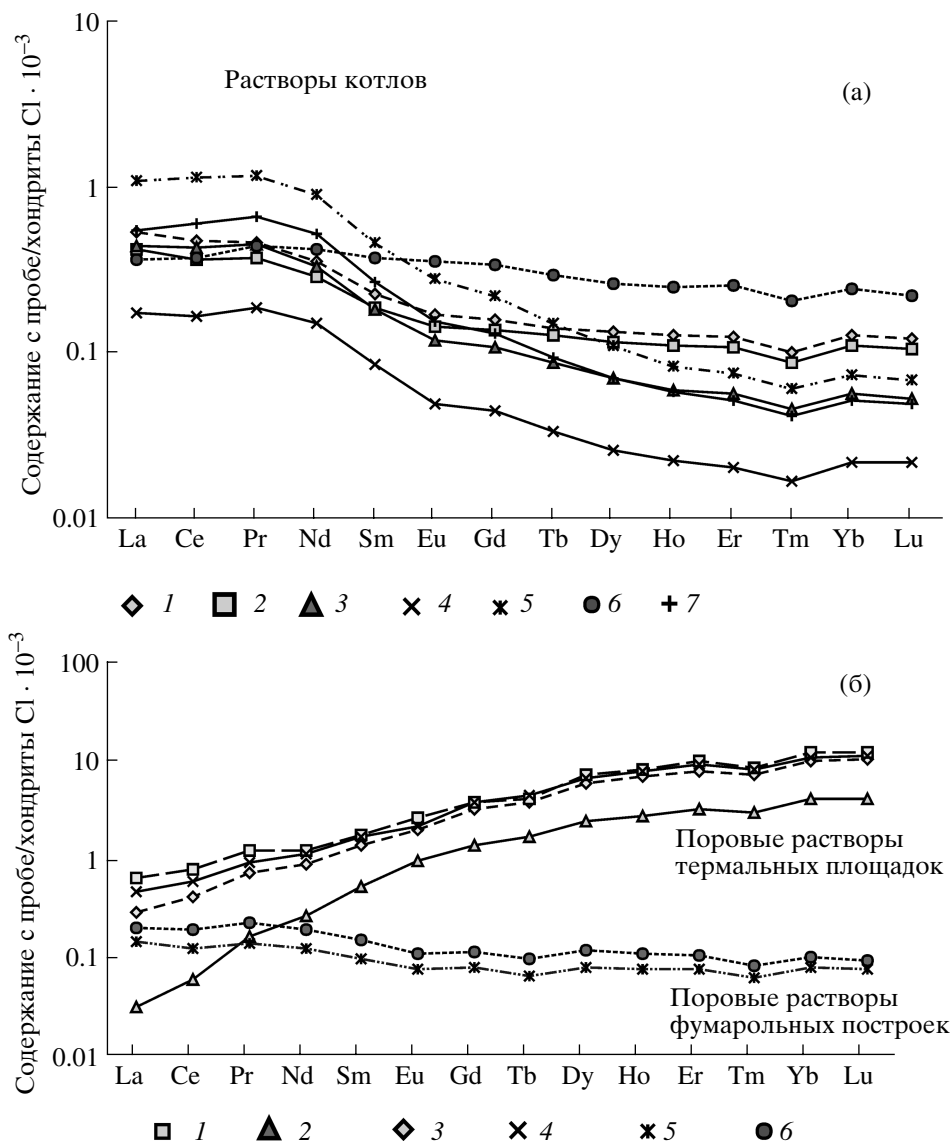 Содержание с пробе/хондриты Cl · 10⁻³
10
1
0.1
0.01
Растворы котлов
(а)
La Ce Pr Nd Sm Eu Gd Tb Dy Ho Er Tm Yb Lu
1 2 3 4 5 6 7
Содержание с пробе/хондриты Cl · 10⁻³
100
10
1
0.1
0.01
(б)
Поровые растворы
термальных площадок
Поровые растворы
фумарольных построек
La Ce Pr Nd Sm Eu Gd Tb Dy Ho Er Tm Yb Lu
1 2 3 4 5 6